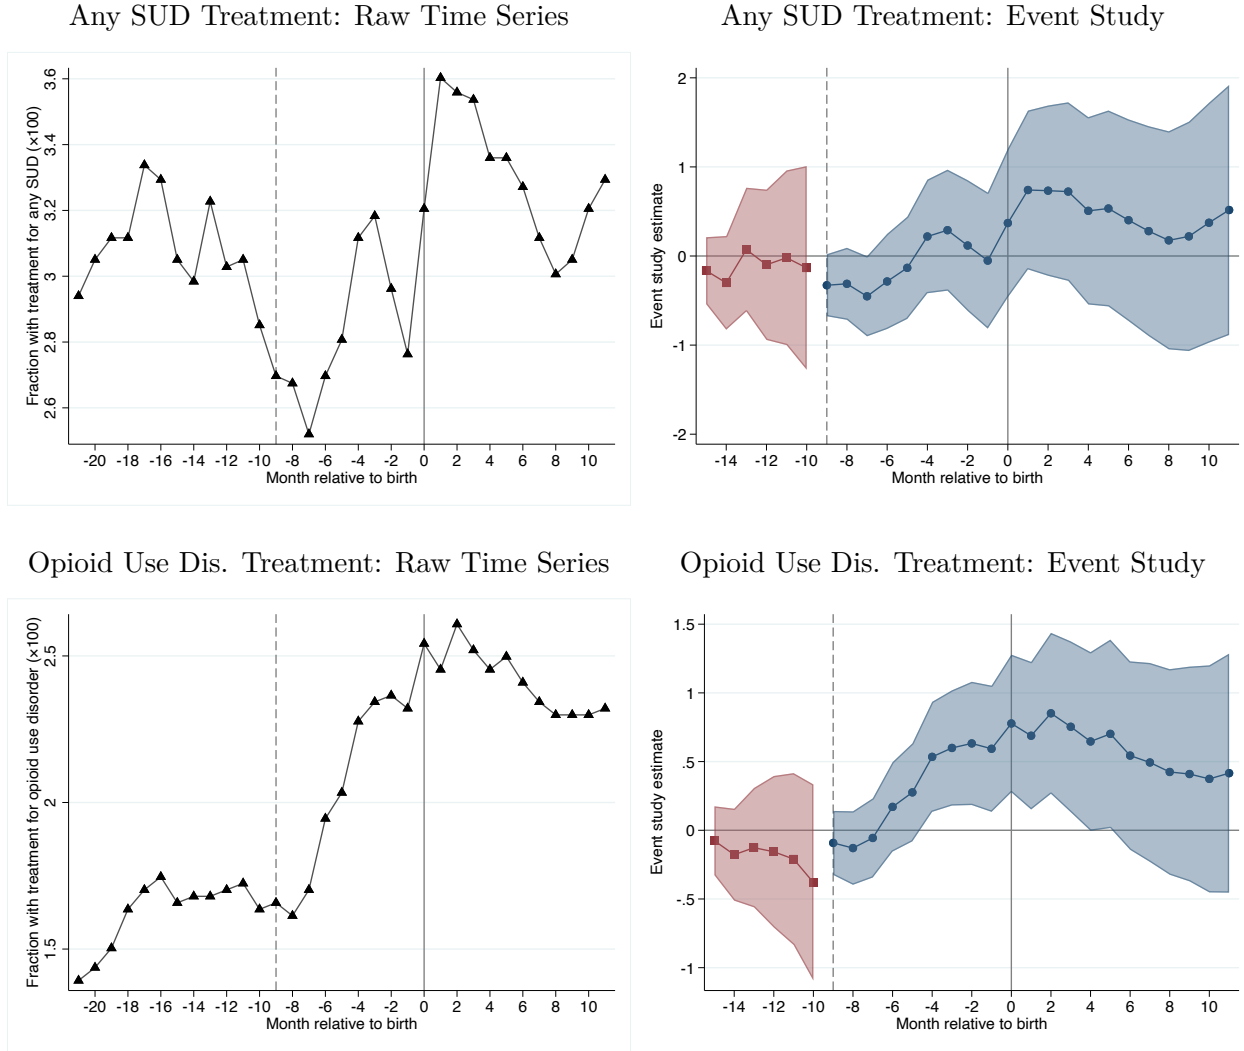 Any SUD Treatment: Raw Time Series
Fraction with treatment for any SUD (×100)
3.6
3.4
3.2
3
2.8
2.6
-20 -18 -16 -14 -12 -10 -8 -6 -4 -2 0 2 4 6 8 10
Month relative to birth
Any SUD Treatment: Event Study
Event study estimate
2
1
0
-1
-2
-14 -12 -10 -8 -6 -4 -2 0 2 4 6 8 10
Month relative to birth
Opioid Use Dis. Treatment: Raw Time Series
Fraction with treatment for opioid use disorder (×100)
2.5
2
1.5
-20 -18 -16 -14 -12 -10 -8 -6 -4 -2 0 2 4 6 8 10
Month relative to birth
Opioid Use Dis. Treatment: Event Study
Event study estimate
1.5
1
.5
0
-.5
-1
-14 -12 -10 -8 -6 -4 -2 0 2 4 6 8 10
Month relative to birth